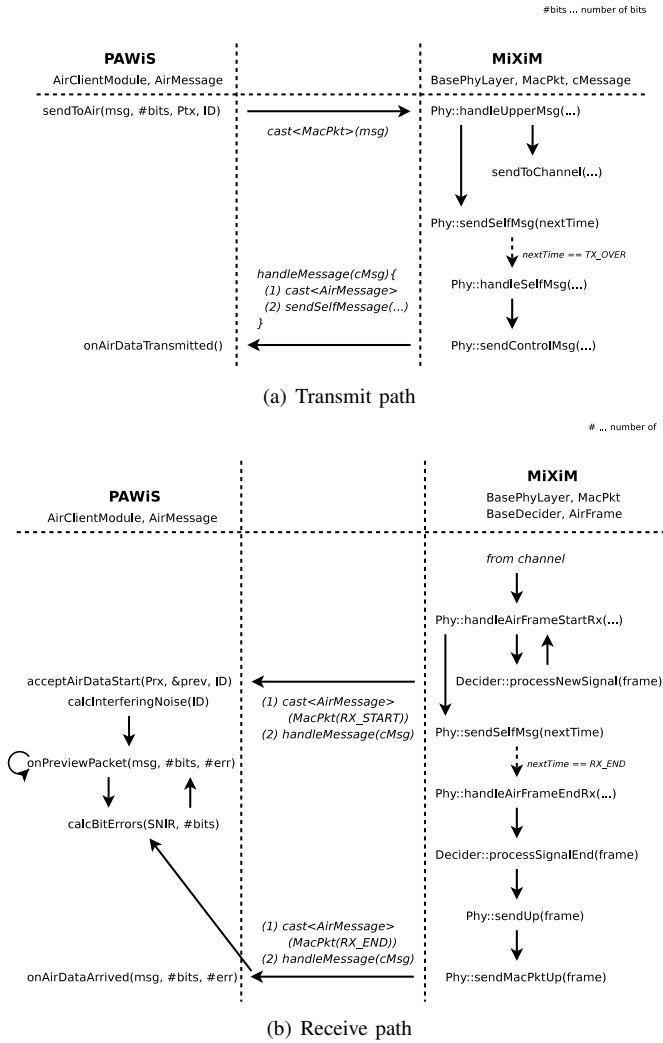 #bits ... number of bits
PAWiS
AirClientModule, AirMessage
MiXiM
BasePhyLayer, MacPkt, cMessage
sendToAir(msg, #bits, Ptx, ID)
cast<MacPkt>(msg)
Phy::handleUpperMsg(...)
sendToChannel(...)
Phy::sendSelfMsg(nextTime)
nextTime == TX_OVER
handleMessage(cMsg){
(1) cast<AirMessage>
(2) sendSelfMessage(...)
}
Phy::handleSelfMsg(...)
onAirDataTransmitted()
Phy::sendControlMsg(...)
(a) Transmit path
# ... number of
PAWiS
AirClientModule, AirMessage
MiXiM
BasePhyLayer, MacPkt
BaseDecider, AirFrame
from channel
Phy::handleAirFrameStartRx(...)
acceptAirDataStart(Prx, &prev, ID)
calcInterferingNoise(ID)
(1) cast<AirMessage>
(MacPkt(RX_START))
(2) handleMessage(cMsg)
Decider::processNewSignal(frame)
Phy::sendSelfMsg(nextTime)
onPreviewPacket(msg, #bits, #err)
nextTime == RX_END
Phy::handleAirFrameEndRx(...)
calcBitErrors(SNIR, #bits)
Decider::processSignalEnd(frame)
Phy::sendUp(frame)
(1) cast<AirMessage>
(MacPkt(RX_END))
(2) handleMessage(cMsg)
onAirDataArrived(msg, #bits, #err)
Phy::sendMacPktUp(frame)
(b) Receive path